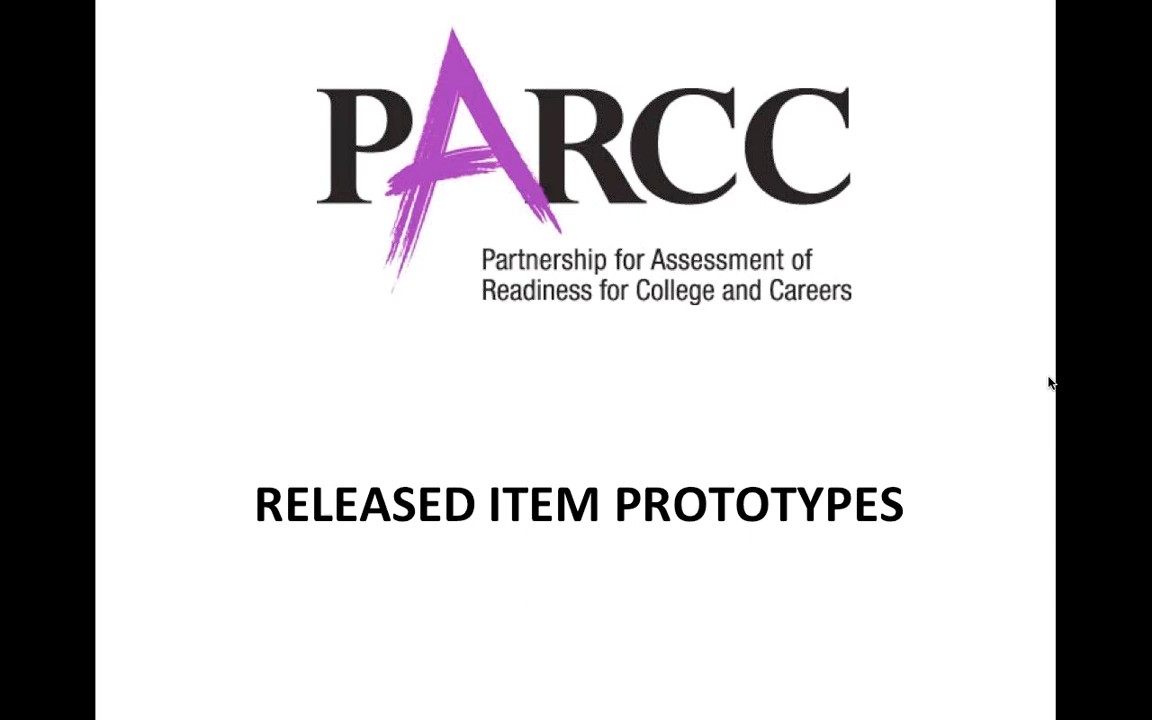 PARCC
Partnership for Assessment of
Readiness for College and Careers
RELEASED ITEM PROTOTYPES